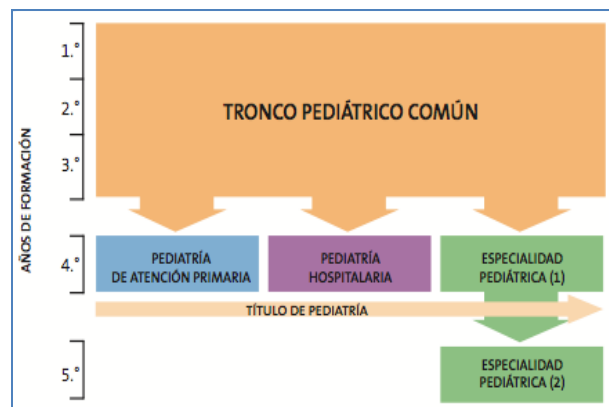 AÑOS DE FORMACIÓN
1.º
2.º
3.º
TRONCO PEDIÁTRICO COMÚN
4.º
PEDIATRÍA
DE ATENCIÓN PRIMARIA
PEDIATRÍA
HOSPITALARIA
ESPECIALIDAD
PEDIÁTRICA (1)
TÍTULO DE PEDIATRÍA
5.º
ESPECIALIDAD
PEDIÁTRICA (2)